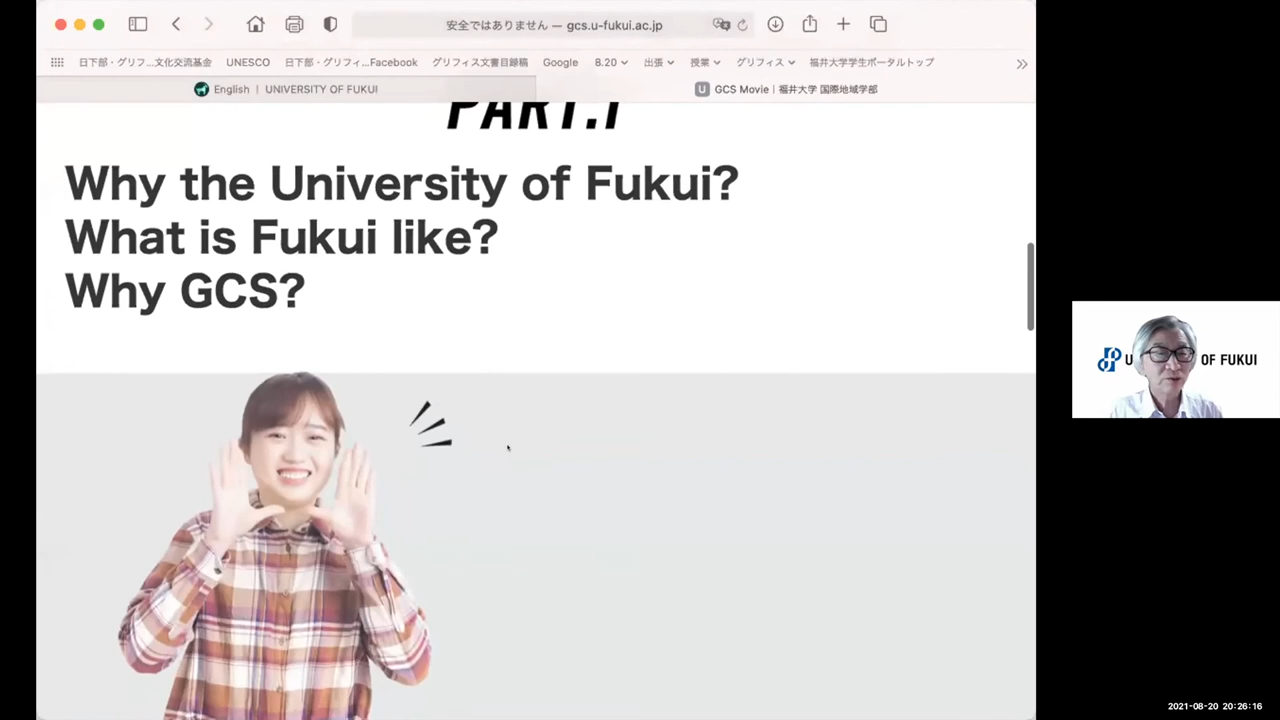 安全ではありません — gcs.u-fukui.ac.jp
日下部・グリフ...文化交流基金 UNESCO 日下部・グリフィ...Facebook グリフィス文書目録稿 Google 8.20 出張 授業 グリフィス 福井大学学生ポータルトップ
English | UNIVERSITY OF FUKUI
U GCS Movie | 福井大学 国際地域学部
PART.1
Why the University of Fukui?
What is Fukui like?
Why GCS?
U OF FUKUI
2021-08-20 20:26:16